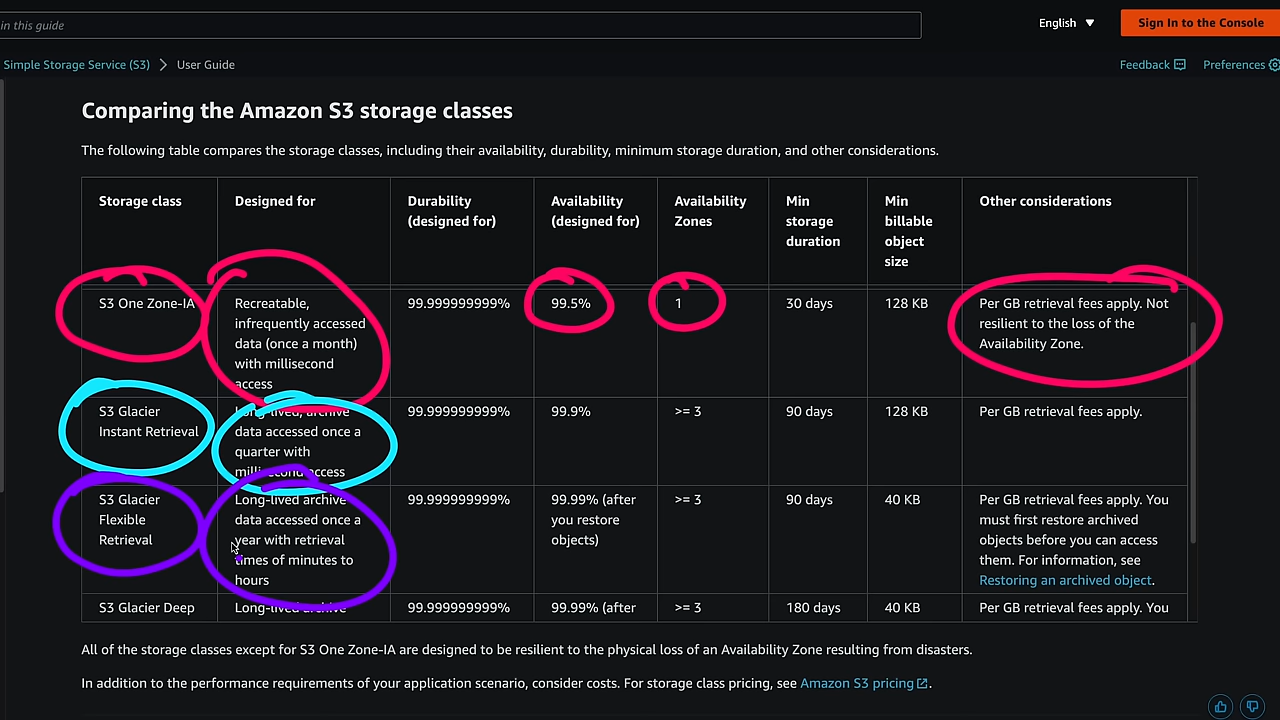 in this guide
English
Sign In to the Console
Simple Storage Service (S3)
User Guide
Feedback
Preferences
Comparing the Amazon S3 storage classes
The following table compares the storage classes, including their availability, durability, minimum storage duration, and other considerations.
Storage class
Designed for
Durability
(designed for)
Availability
(designed for)
Availability
Zones
Min
storage
duration
Min
billable
object
size
Other considerations
S3 One Zone-IA
Recreatable,
infrequently accessed
data (once a month)
with millisecond
access
99.999999999%
99.5%
1
30 days
128 KB
Per GB retrieval fees apply. Not
resilient to the loss of the
Availability Zone.
S3 Glacier
Instant Retrieval
Long-lived, archive
data accessed once a
quarter with
millisecond access
99.999999999%
99.9%
>= 3
90 days
128 KB
Per GB retrieval fees apply.
S3 Glacier
Flexible
Retrieval
Long-lived archive
data accessed once a
year with retrieval
times of minutes to
hours
99.999999999%
99.99% (after
you restore
objects)
>= 3
90 days
40 KB
Per GB retrieval fees apply. You
must first restore archived
objects before you can access
them. For information, see
Restoring an archived object.
S3 Glacier Deep
Long-lived archive
99.999999999%
99.99% (after
>= 3
180 days
40 KB
Per GB retrieval fees apply. You
All of the storage classes except for S3 One Zone-IA are designed to be resilient to the physical loss of an Availability Zone resulting from disasters.
In addition to the performance requirements of your application scenario, consider costs. For storage class pricing, see Amazon S3 pricing.